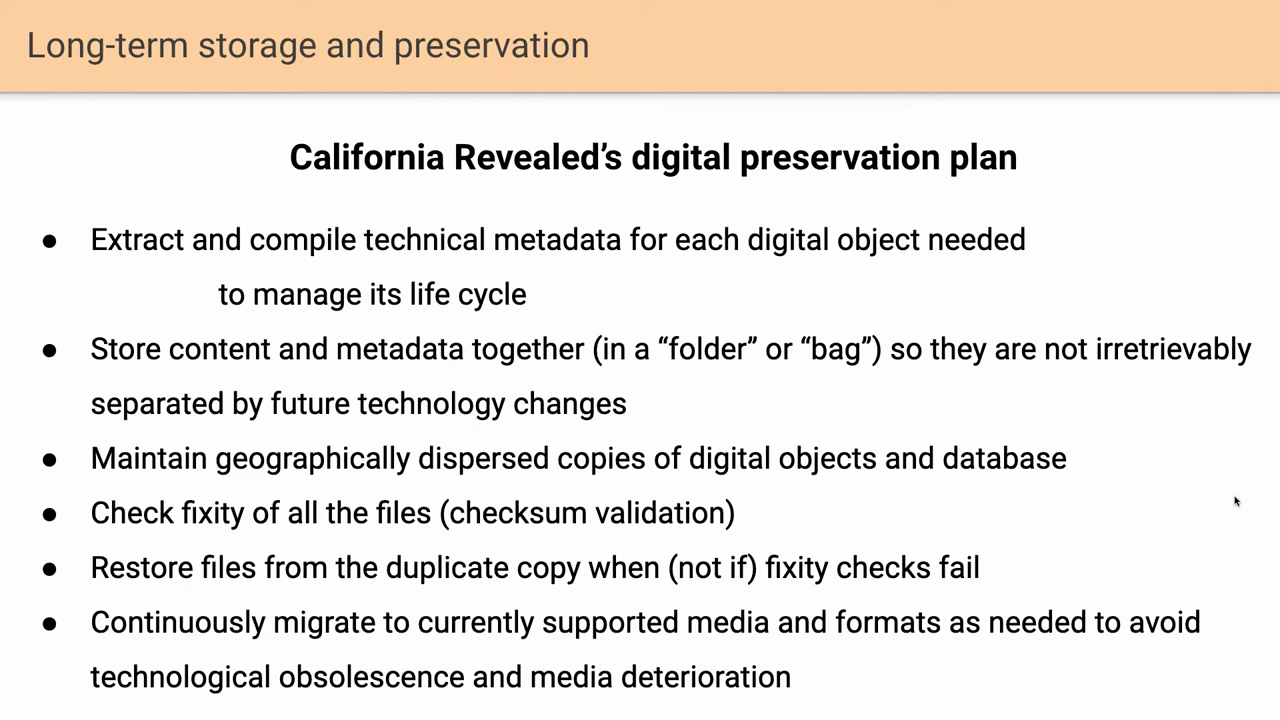 Long-term storage and preservation
California Revealed’s digital preservation plan
● Extract and compile technical metadata for each digital object needed
to manage its life cycle
● Store content and metadata together (in a “folder” or “bag”) so they are not irretrievably
separated by future technology changes
● Maintain geographically dispersed copies of digital objects and database
● Check fixity of all the files (checksum validation)
● Restore files from the duplicate copy when (not if) fixity checks fail
● Continuously migrate to currently supported media and formats as needed to avoid
technological obsolescence and media deterioration